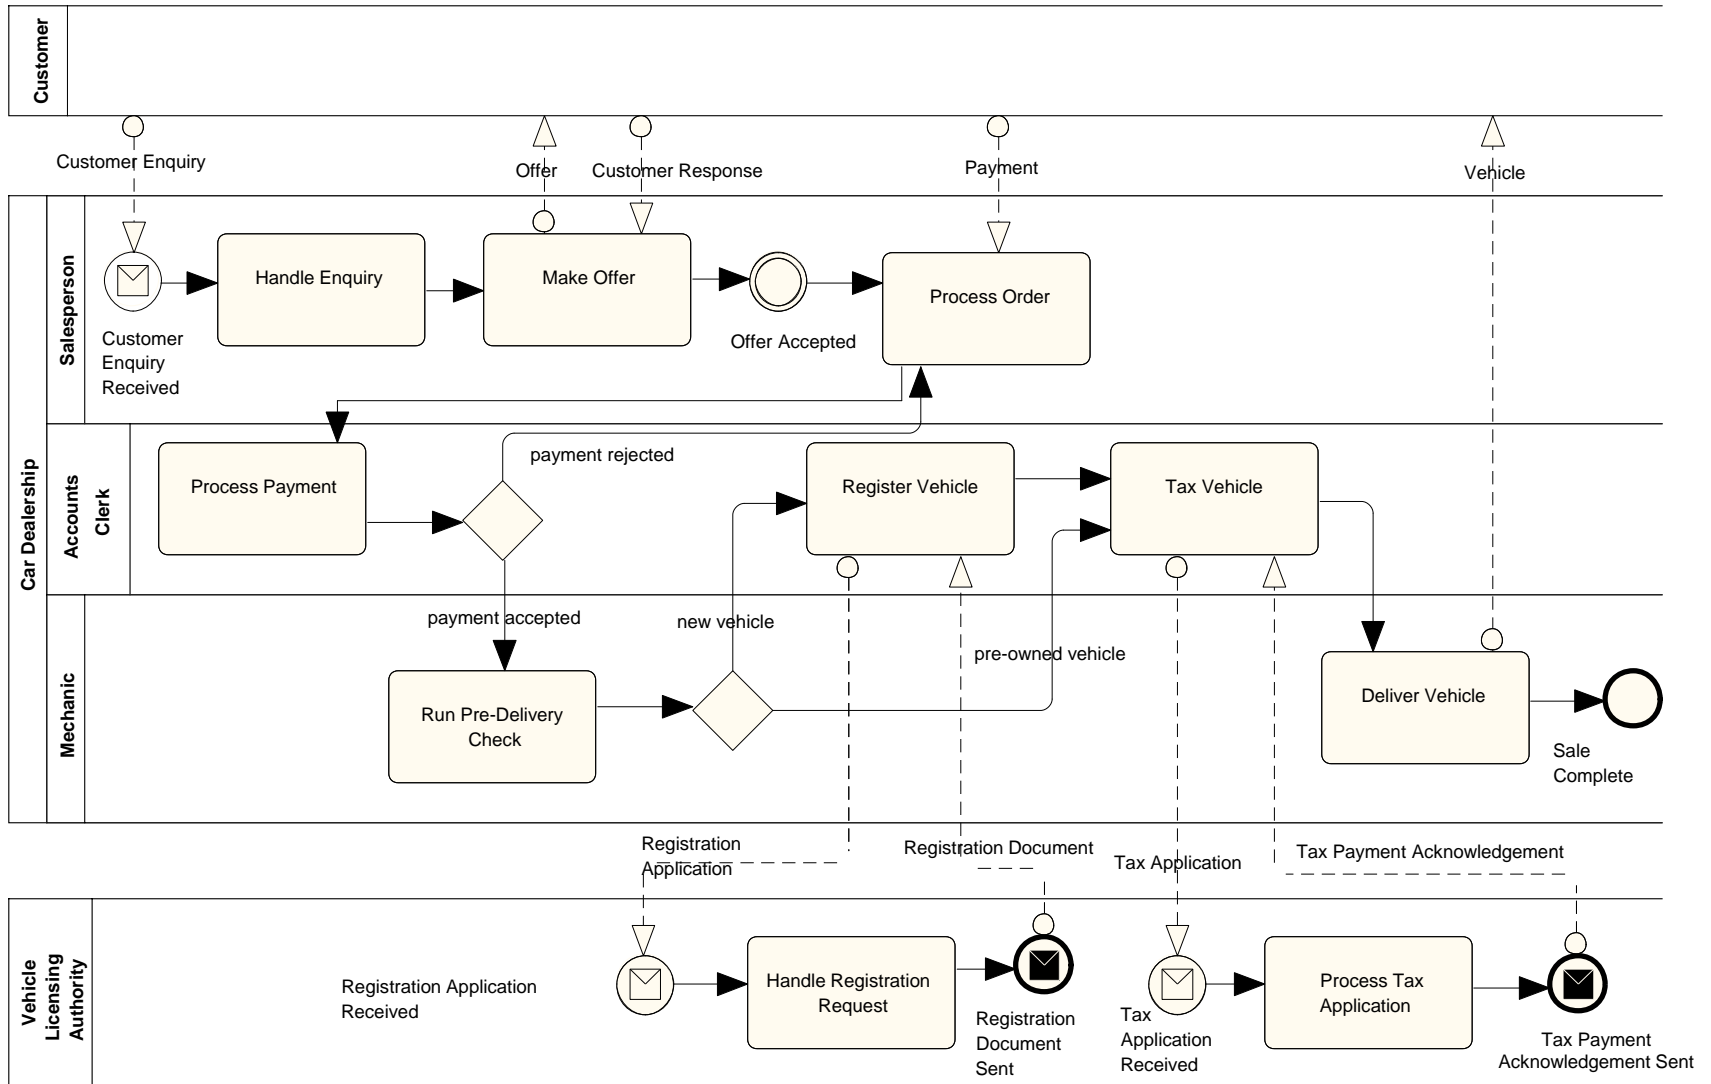 Customer
Customer Enquiry
Offer
Customer Response
Payment
Vehicle
Car Dealership
Salesperson
Handle Enquiry
Make Offer
Process Order
Customer
Enquiry
Received
Offer Accepted
Accounts
Clerk
Process Payment
payment rejected
Register Vehicle
Tax Vehicle
payment accepted
new vehicle
pre-owned vehicle
Mechanic
Run Pre-Delivery
Check
Deliver Vehicle
Sale
Complete
Registration
Application
Registration Document
Tax Application
Tax Payment Acknowledgement
Vehicle
Licensing
Authority
Registration Application
Received
Handle Registration
Request
Registration
Document
Sent
Tax
Application
Received
Process Tax
Application
Tax Payment
Acknowledgement Sent